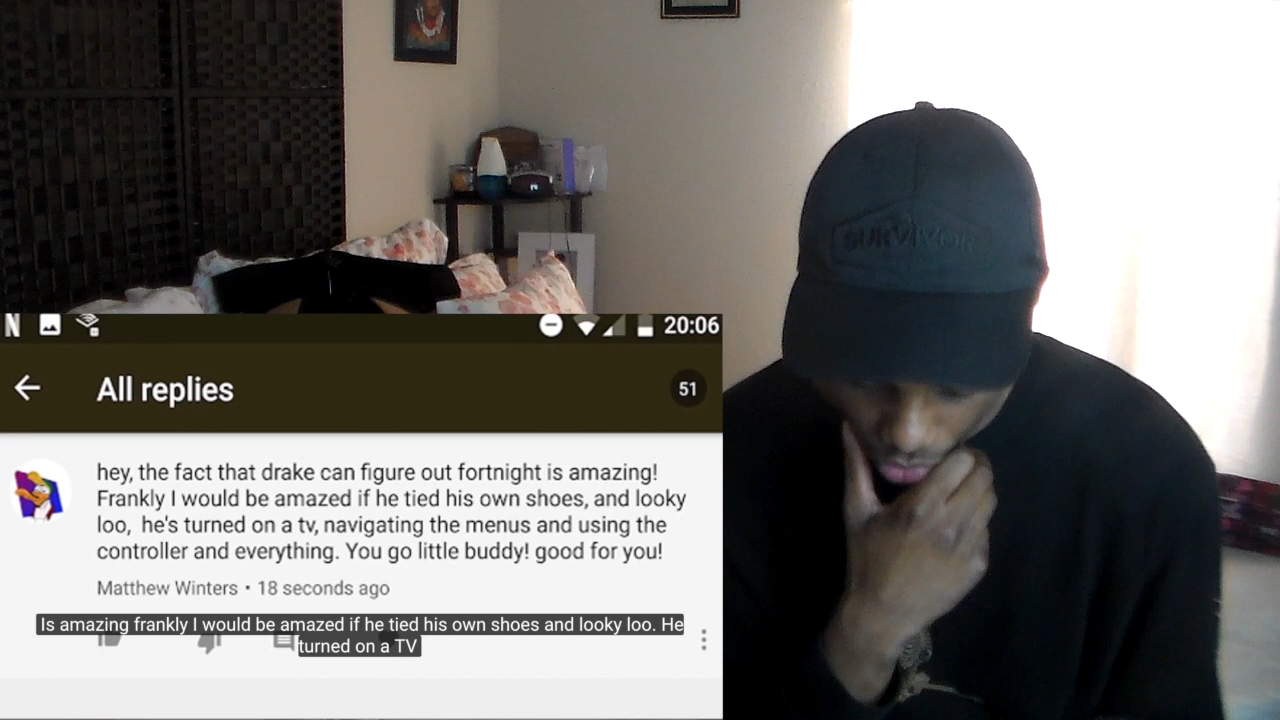 SURVIVOR
N
20:06
All replies
51
hey, the fact that drake can figure out fortnight is amazing!
Frankly I would be amazed if he tied his own shoes, and looky
loo, he's turned on a tv, navigating the menus and using the
controller and everything. You go little buddy! good for you!
Matthew Winters • 18 seconds ago
Is amazing frankly I would be amazed if he tied his own shoes and looky loo. He
turned on a TV